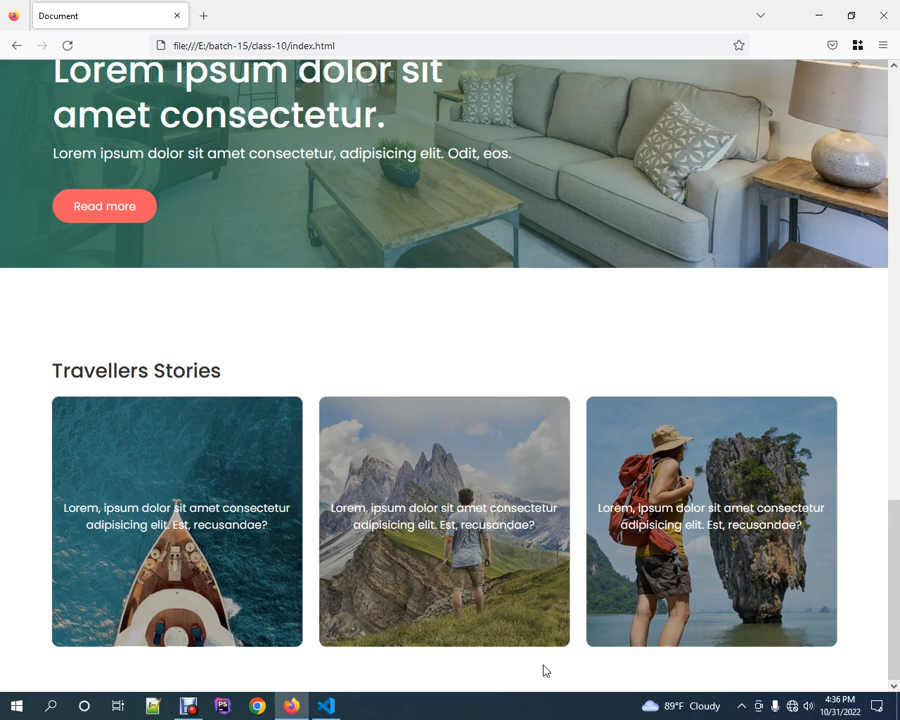 Document
file:///E:/batch-15/class-10/index.html
Lorem ipsum dolor sit
amet consectetur.
Lorem ipsum dolor sit amet consectetur, adipisicing elit. Odit, eos.
Read more
Travellers Stories
Lorem, ipsum dolor sit amet consectetur
adipisicing elit. Est, recusandae?
Lorem, ipsum dolor sit amet consectetur
adipisicing elit. Est, recusandae?
Lorem, ipsum dolor sit amet consectetur
adipisicing elit. Est, recusandae?
PS
89°F Cloudy
4:36 PM
10/31/2022